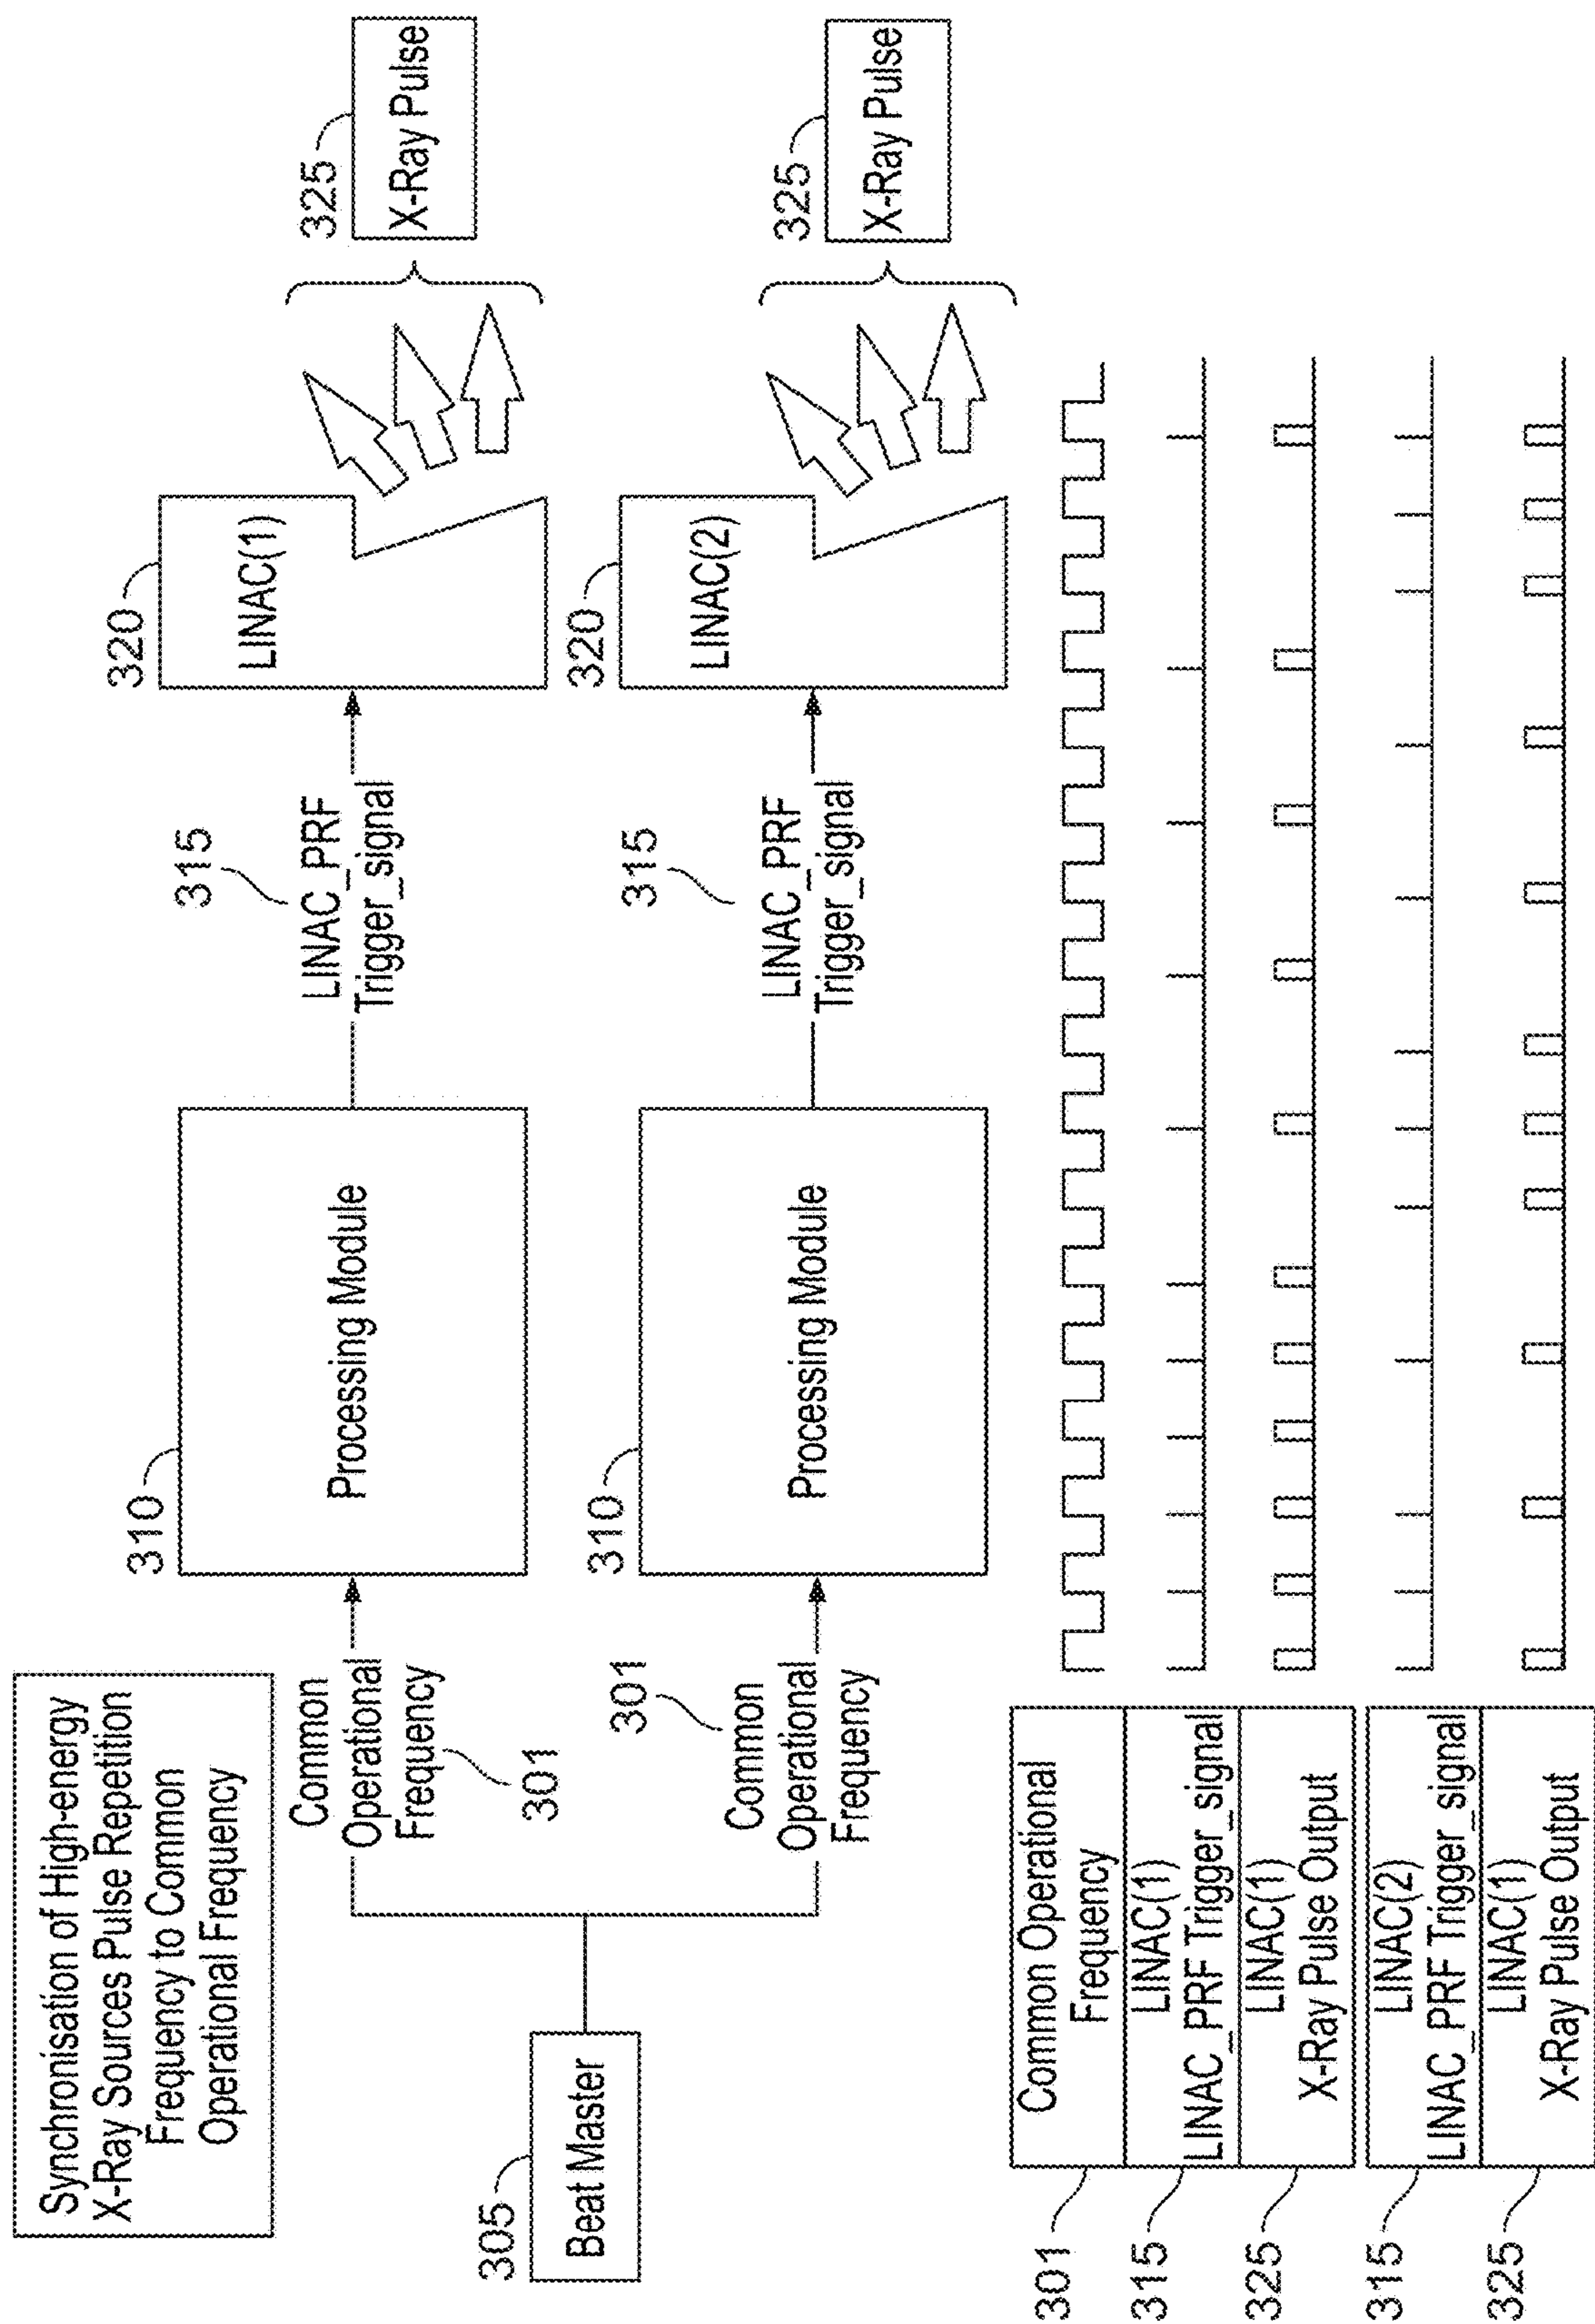 Synchronisation of High-energy
X-Ray Sources Pulse Repetition
Frequency to Common
Operational Frequency
305
Beat Master
Common
Operational
Frequency
301
310
Processing Module
315
LINAC_PRF
Trigger_signal
320
LINAC(1)
325
X-Ray Pulse
301
Common
Operational
Frequency
310
Processing Module
315
LINAC_PRF
Trigger_signal
320
LINAC(2)
325
X-Ray Pulse
301
Common Operational
Frequency
315
LINAC(1)
LINAC_PRF Trigger_signal
325
LINAC(1)
X-Ray Pulse Output
315
LINAC(2)
LINAC_PRF Trigger_signal
325
LINAC(1)
X-Ray Pulse Output